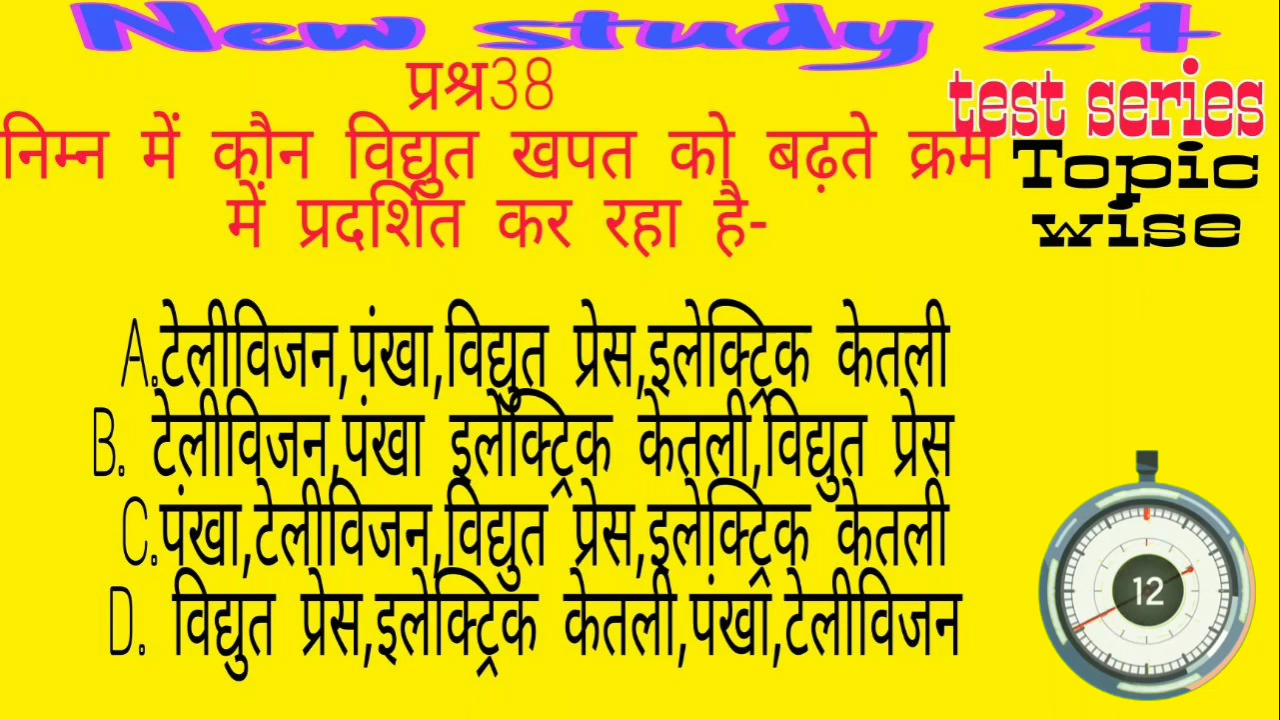 New study 24
प्रश्न38
test series
निम्न में कौन विद्युत खपत को बढ़ते क्रम
Topic
में प्रदर्शित कर रहा है-
wise
A.टेलीविजन,पंखा,विद्युत प्रेस,इलेक्ट्रिक केतली
B. टेलीविजन,पंखा इलेक्ट्रिक केतली,विद्युत प्रेस
C.पंखा,टेलीविजन,विद्युत प्रेस,इलेक्ट्रिक केतली
D. विद्युत प्रेस,इलेक्ट्रिक केतली,पंखा,टेलीविजन
12